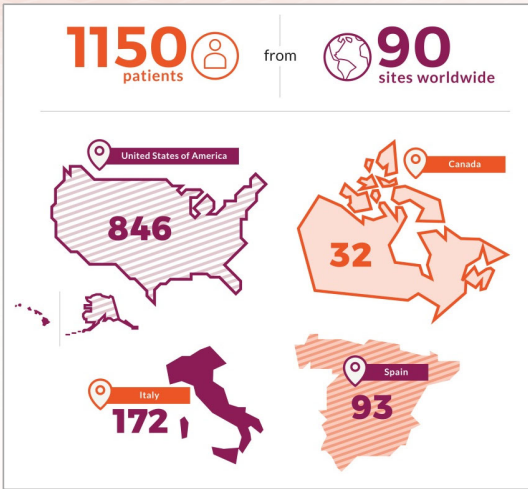 1150 patients from 90 sites worldwide
United States of America
846
Canada
32
Italy
172
Spain
93